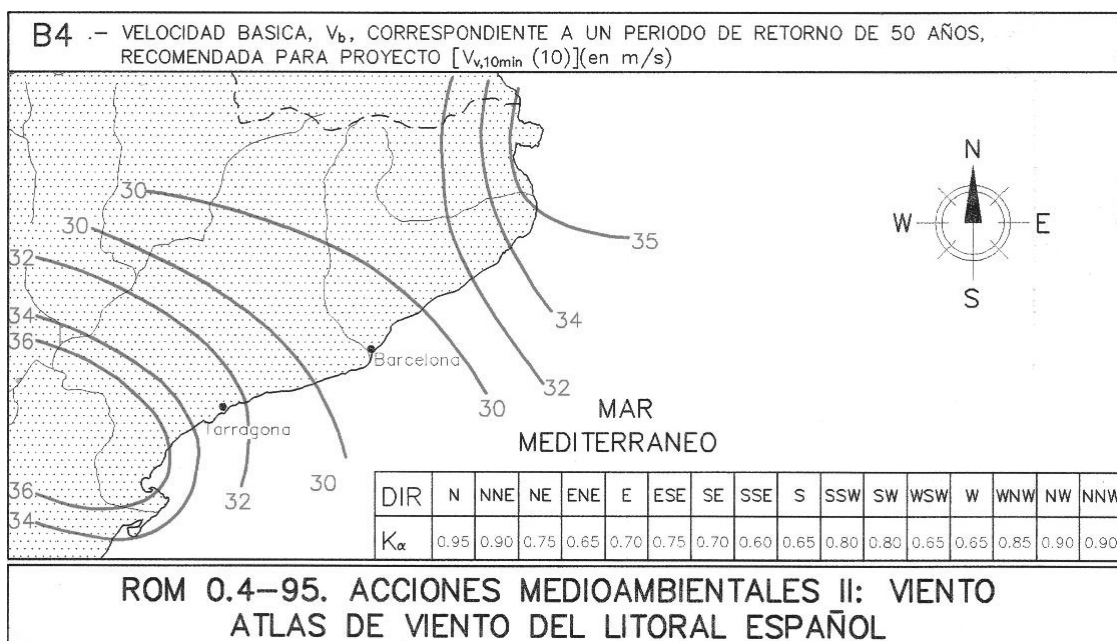 B4 .- VELOCIDAD BASICA, Vb, CORRESPONDIENTE A UN PERIODO DE RETORNO DE 50 AÑOS,
RECOMENDADA PARA PROYECTO [Vv,10min (10)](en m/s)
N
W E
S
30
30
32
34
36
35
34
32
30
Barcelona
Tarragona
MAR
MEDITERRANEO
30
32
36
34
DIR N NNE NE ENE E ESE SE SSE S SSW SW WSW W WNW NW NNW
Kα 0.95 0.90 0.75 0.65 0.70 0.75 0.70 0.60 0.65 0.80 0.80 0.65 0.65 0.85 0.90 0.90
ROM 0.4-95. ACCIONES MEDIOAMBIENTALES II: VIENTO
ATLAS DE VIENTO DEL LITORAL ESPAÑOL